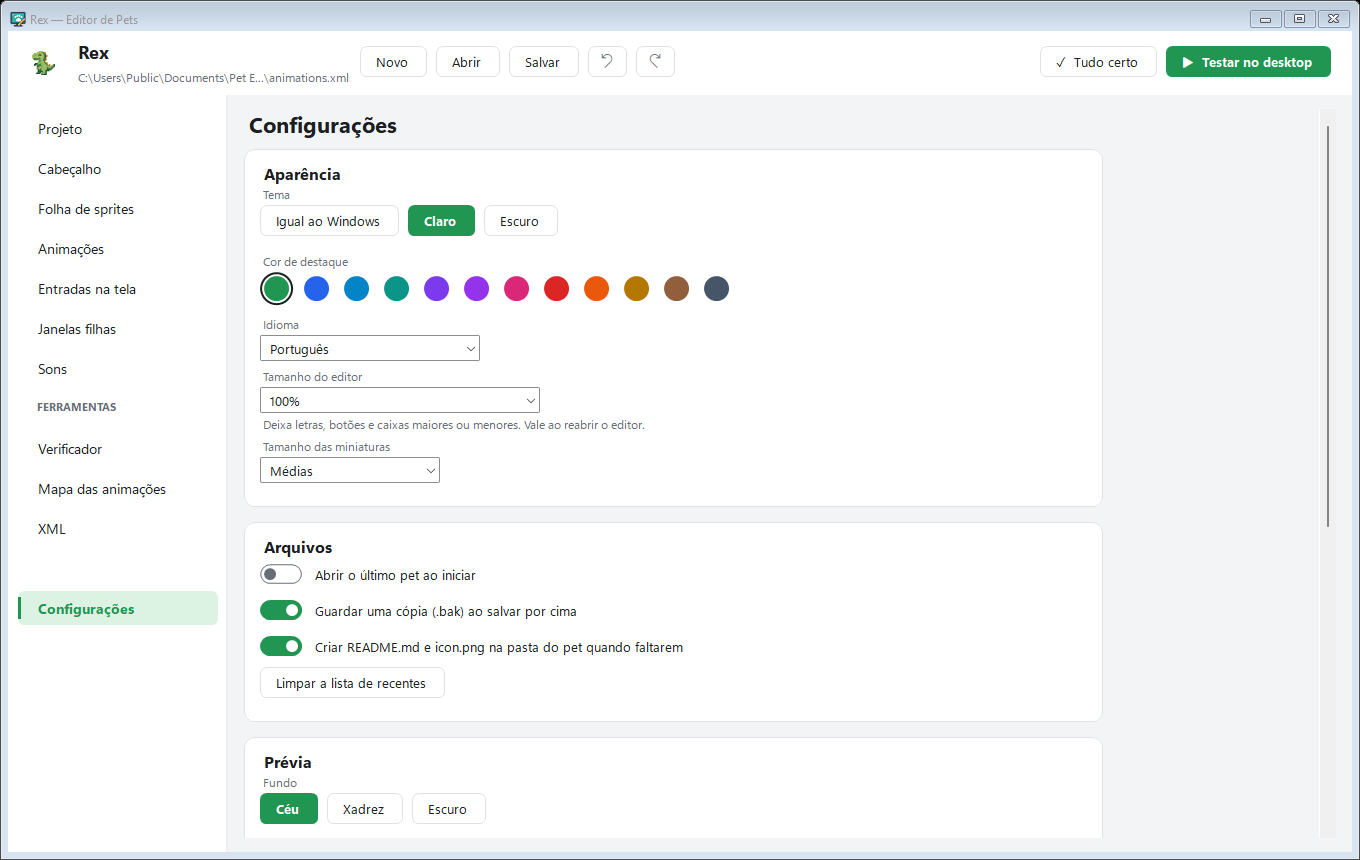 Rex — Editor de Pets
Rex
C:\Users\Public\Documents\Pet E...\animations.xml
Novo
Abrir
Salvar
✓ Tudo certo
Testar no desktop
Projeto
Cabeçalho
Folha de sprites
Animações
Entradas na tela
Janelas filhas
Sons
FERRAMENTAS
Verificador
Mapa das animações
XML
Configurações
Configurações
Aparência
Tema
Igual ao Windows
Claro
Escuro
Cor de destaque
Idioma
Português
Tamanho do editor
100%
Deixa letras, botões e caixas maiores ou menores. Vale ao reabrir o editor.
Tamanho das miniaturas
Médias
Arquivos
Abrir o último pet ao iniciar
Guardar uma cópia (.bak) ao salvar por cima
Criar README.md e icon.png na pasta do pet quando faltarem
Limpar a lista de recentes
Prévia
Fundo
Céu
Xadrez
Escuro